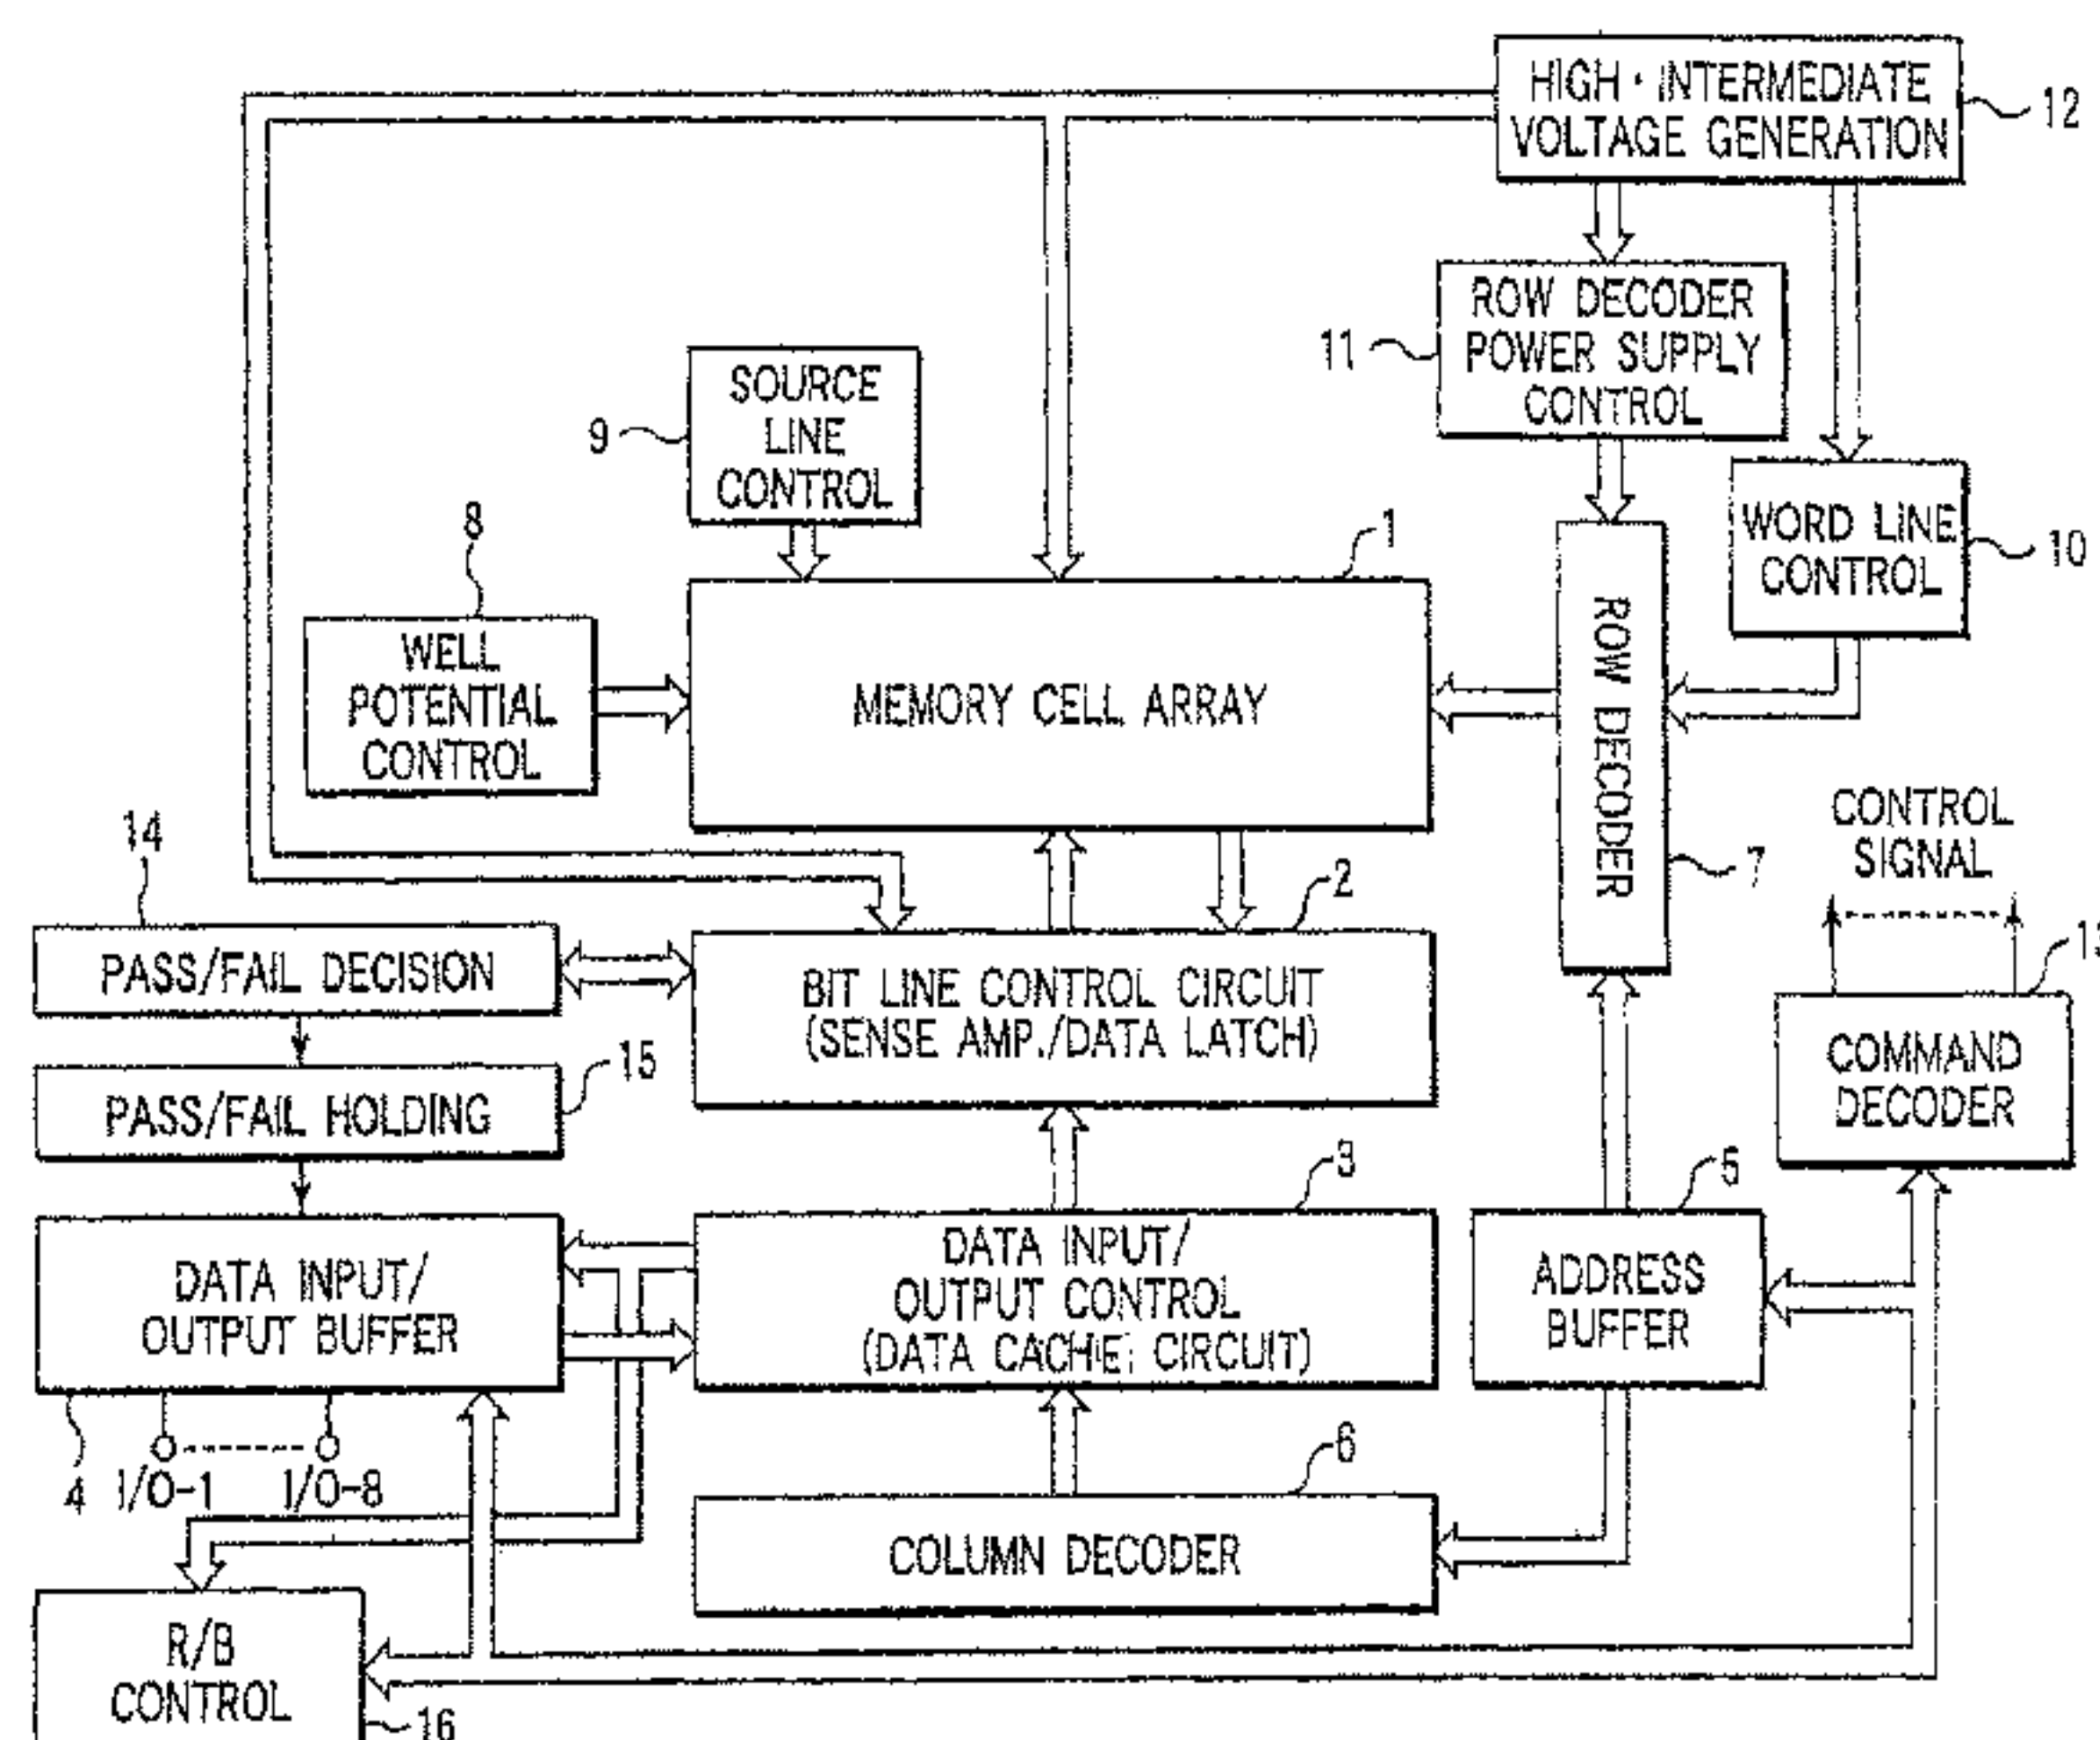 HIGH · INTERMEDIATE
VOLTAGE GENERATION
12
ROW DECODER
POWER SUPPLY
CONTROL
11
SOURCE
LINE
CONTROL
9
WORD LINE
CONTROL
10
8
1
WELL
POTENTIAL
CONTROL
MEMORY CELL ARRAY
ROW DECODER
7
CONTROL
SIGNAL
14
2
PASS/FAIL DECISION
BIT LINE CONTROL CIRCUIT
(SENSE AMP./DATA LATCH)
COMMAND
DECODER
15
PASS/FAIL HOLDING
3
5
DATA INPUT/
OUTPUT BUFFER
DATA INPUT/
OUTPUT CONTROL
(DATA CACHE CIRCUIT)
ADDRESS
BUFFER
4
I/O-1
I/O-8
6
COLUMN DECODER
R/B
CONTROL
16